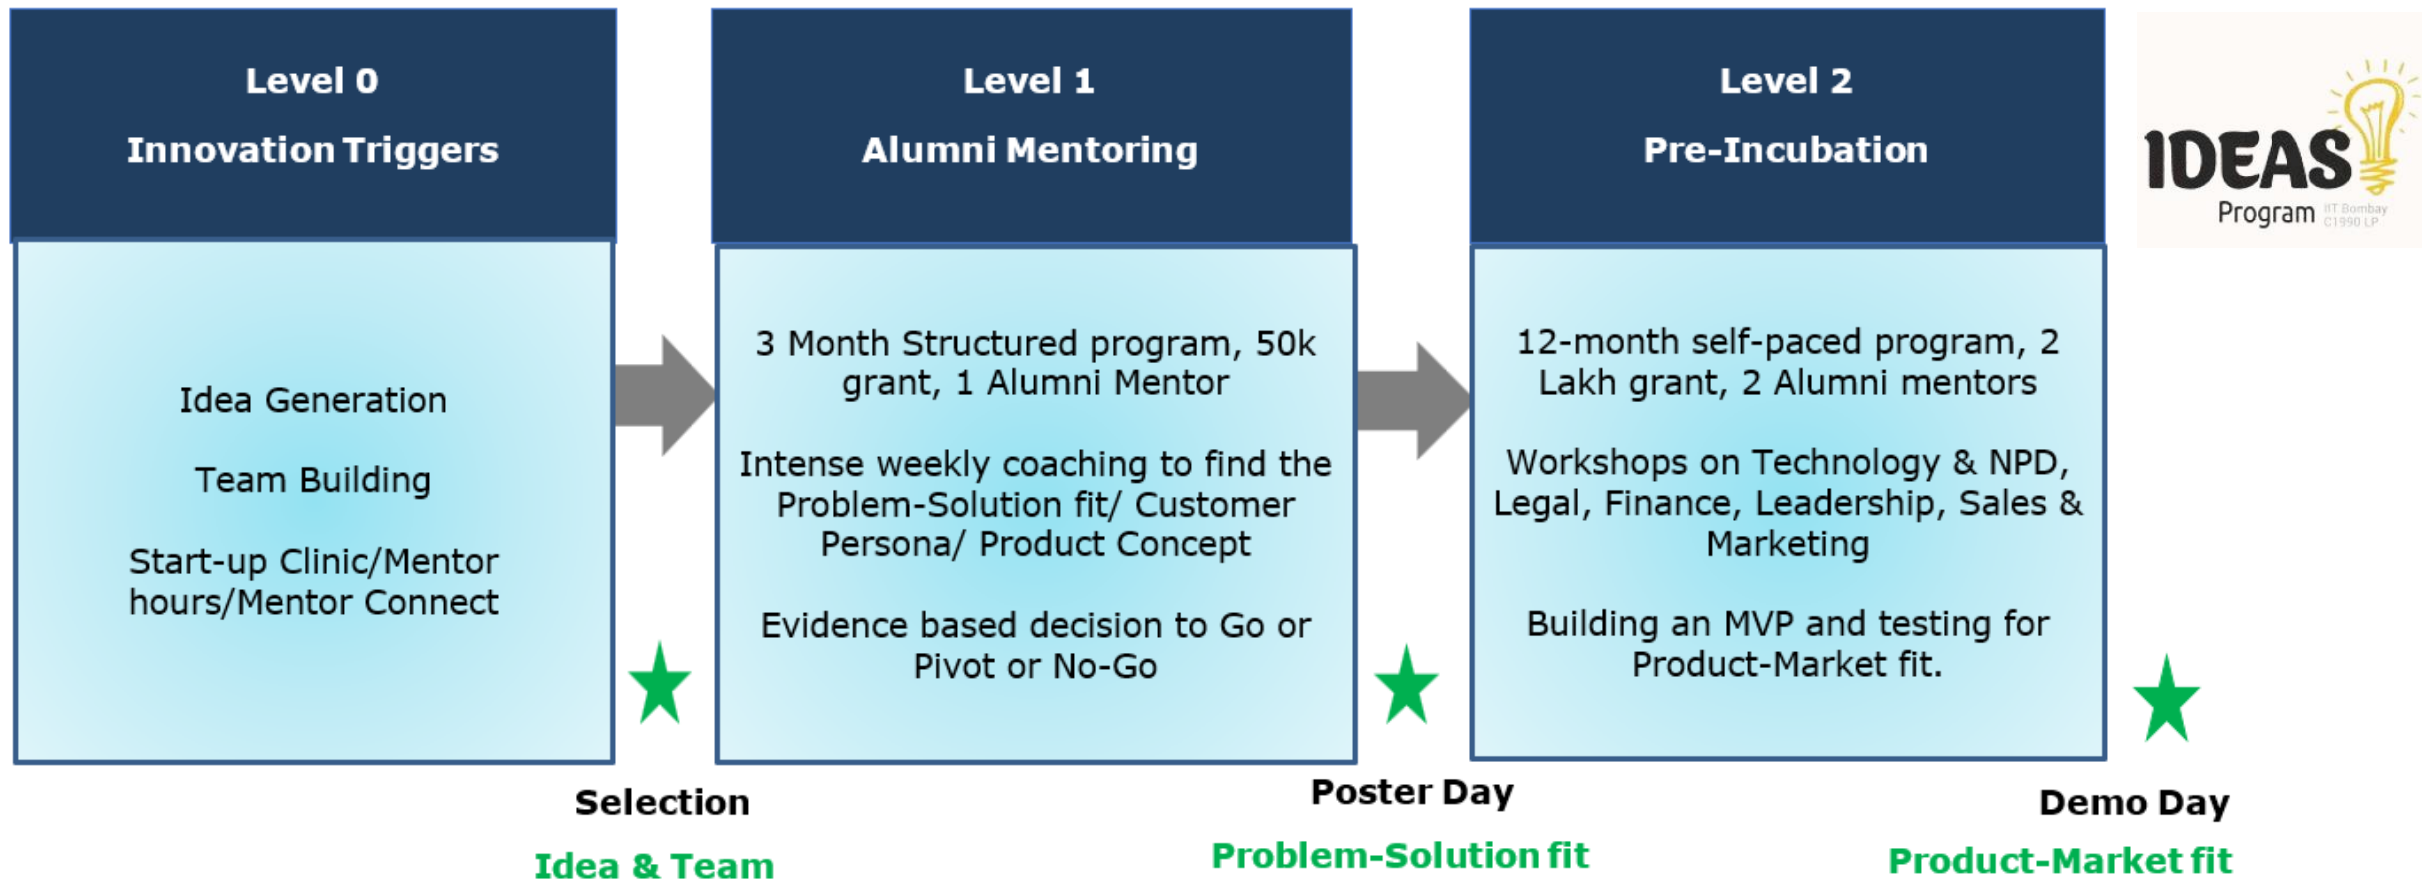 Level 0
Innovation Triggers
Idea Generation
Team Building
Start-up Clinic/Mentor
hours/Mentor Connect
Selection
Idea & Team
Level 1
Alumni Mentoring
3 Month Structured program, 50k
grant, 1 Alumni Mentor
Intense weekly coaching to find the
Problem-Solution fit/ Customer
Persona/ Product Concept
Evidence based decision to Go or
Pivot or No-Go
Poster Day
Problem-Solution fit
Level 2
Pre-Incubation
12-month self-paced program, 2
Lakh grant, 2 Alumni mentors
Workshops on Technology & NPD,
Legal, Finance, Leadership, Sales &
Marketing
Building an MVP and testing for
Product-Market fit.
Demo Day
Product-Market fit
IDEAS
Program
IIT Bombay
C1990 LP